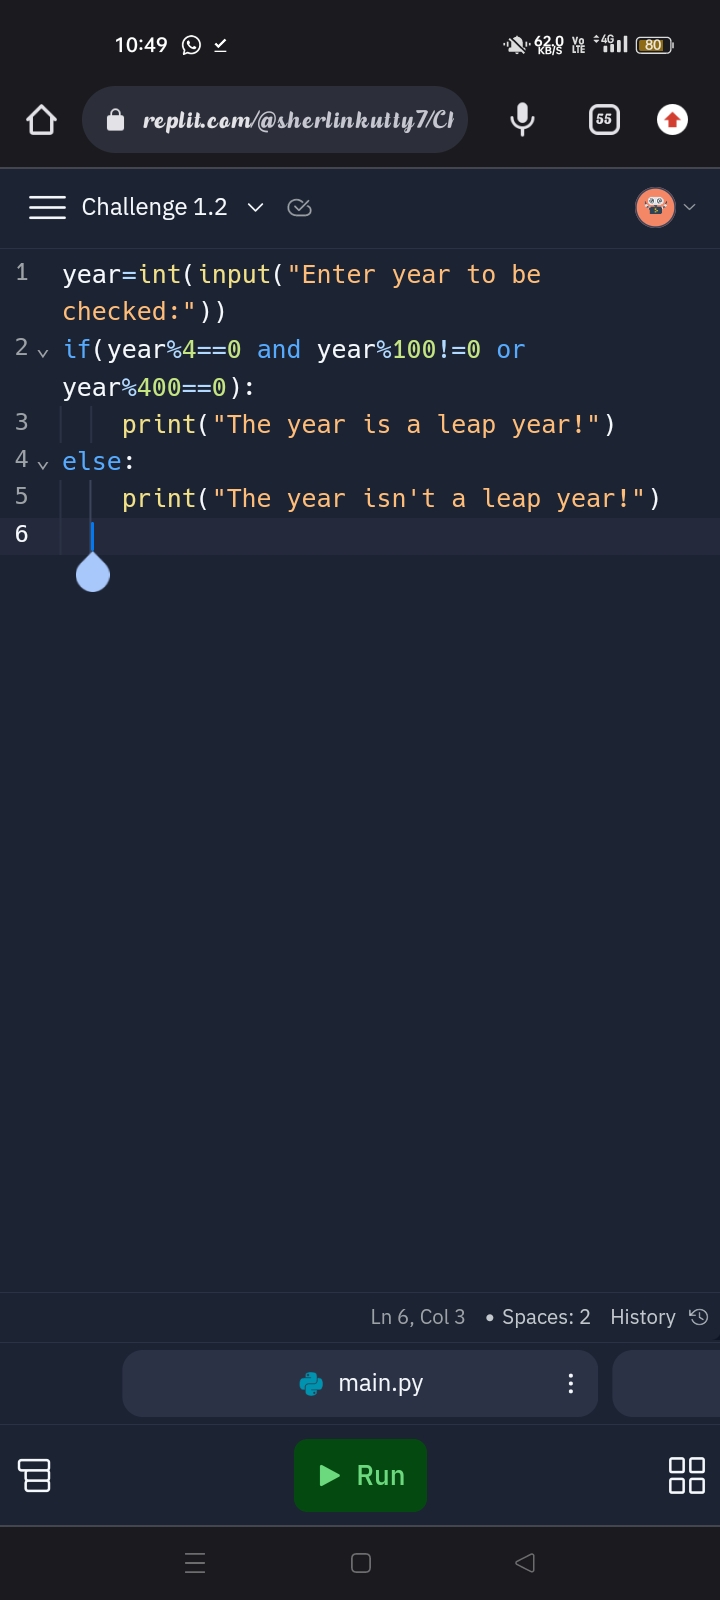 10:49 62.0 KB/S Vo LTE 4G 80
replit.com/@sherlinkutty7/Ch 55
Challenge 1.2
1 year=int(input("Enter year to be
checked:"))
2 if(year%4==0 and year%100!=0 or
year%400==0):
3 print("The year is a leap year!")
4 else:
5 print("The year isn't a leap year!")
6
Ln 6, Col 3 • Spaces: 2 History
main.py
Run